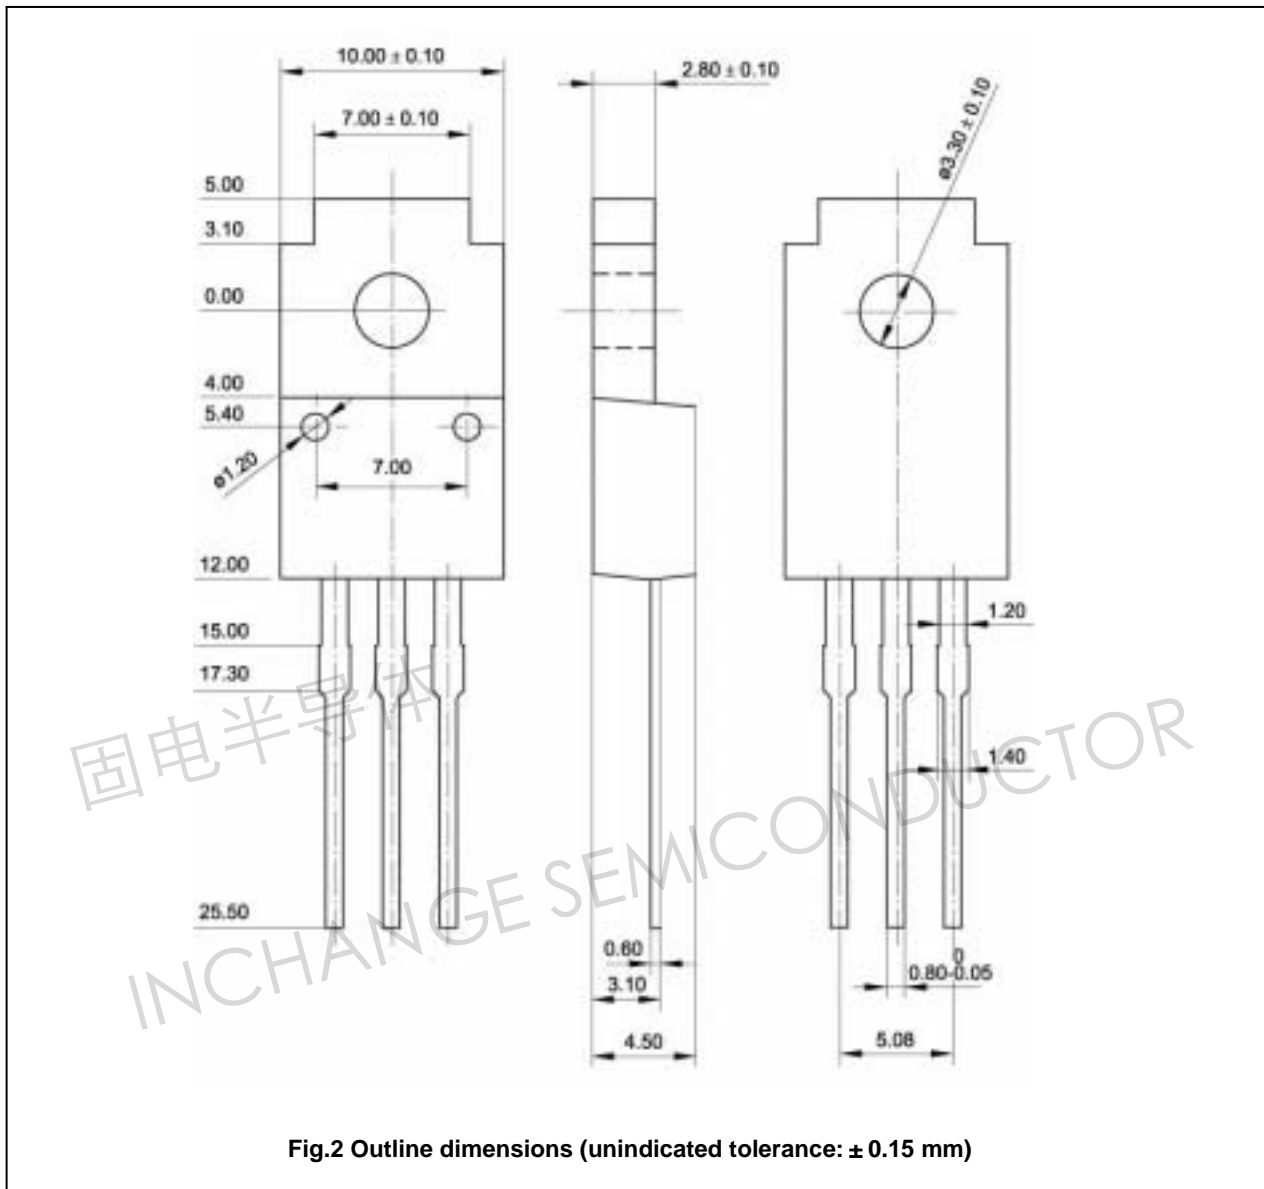 10.00 ± 0.10
2.80 ± 0.10
7.00 ± 0.10
ø3.30 ± 0.10
5.00
3.10
0.00
4.00
5.40
ø1.20
7.00
12.00
15.00
1.20
17.30
1.40
固电半导体
INCHANGE SEMICONDUCTOR
25.50
0.60
0
0.80-0.05
3.10
4.50
5.08
Fig.2 Outline dimensions (unindicated tolerance: ± 0.15 mm)